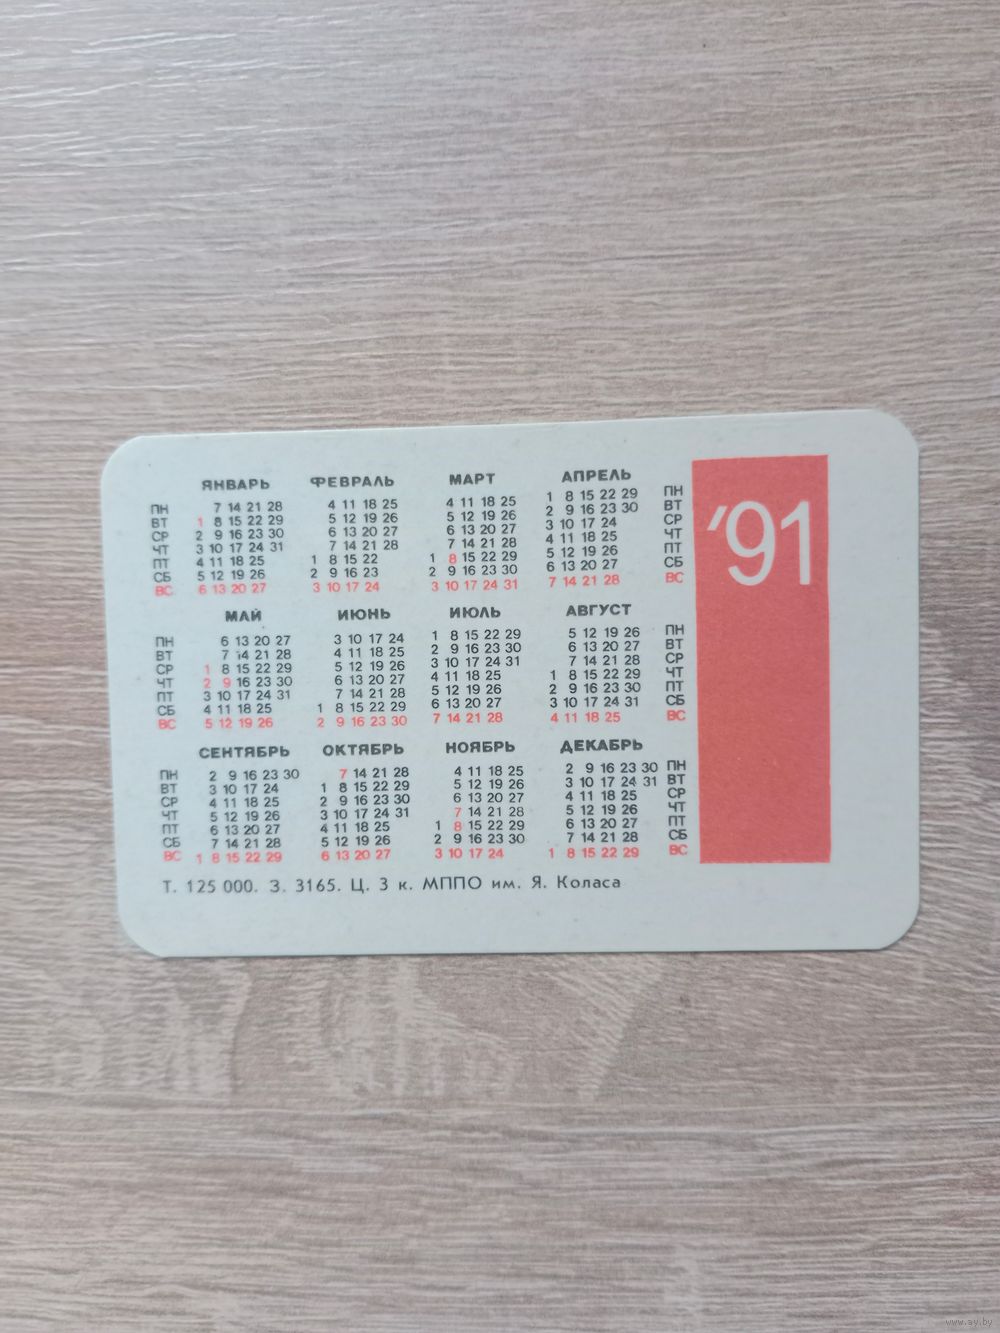 ЯНВАРЬ ФЕВРАЛЬ МАРТ АПРЕЛЬ
ПН 7 14 21 28 4 11 18 25 4 11 18 25 1 8 15 22 29 ПН
ВТ 1 8 15 22 29 5 12 19 26 5 12 19 26 2 9 16 23 30 ВТ
СР 2 9 16 23 30 6 13 20 27 6 13 20 27 3 10 17 24 СР
ЧТ 3 10 17 24 31 7 14 21 28 7 14 21 28 4 11 18 25 ЧТ
ПТ 4 11 18 25 1 8 15 22 1 8 15 22 29 5 12 19 26 ПТ
СБ 5 12 19 26 2 9 16 23 2 9 16 23 30 6 13 20 27 СБ
ВС 6 13 20 27 3 10 17 24 3 10 17 24 31 7 14 21 28 ВС
'91
МАЙ ИЮНЬ ИЮЛЬ АВГУСТ
ПН 6 13 20 27 3 10 17 24 1 8 15 22 29 5 12 19 26 ПН
ВТ 7 14 21 28 4 11 18 25 2 9 16 23 30 6 13 20 27 ВТ
СР 1 8 15 22 29 5 12 19 26 3 10 17 24 31 7 14 21 28 СР
ЧТ 2 9 16 23 30 6 13 20 27 4 11 18 25 1 8 15 22 29 ЧТ
ПТ 3 10 17 24 31 7 14 21 28 5 12 19 26 2 9 16 23 30 ПТ
СБ 4 11 18 25 1 8 15 22 29 6 13 20 27 3 10 17 24 31 СБ
ВС 5 12 19 26 2 9 16 23 30 7 14 21 28 4 11 18 25 ВС
СЕНТЯБРЬ ОКТЯБРЬ НОЯБРЬ ДЕКАБРЬ
ПН 2 9 16 23 30 7 14 21 28 4 11 18 25 2 9 16 23 30 ПН
ВТ 3 10 17 24 1 8 15 22 29 5 12 19 26 3 10 17 24 31 ВТ
СР 4 11 18 25 2 9 16 23 30 6 13 20 27 4 11 18 25 СР
ЧТ 5 12 19 26 3 10 17 24 31 7 14 21 28 5 12 19 26 ЧТ
ПТ 6 13 20 27 4 11 18 25 1 8 15 22 29 6 13 20 27 ПТ
СБ 7 14 21 28 5 12 19 26 2 9 16 23 30 7 14 21 28 СБ
ВС 1 8 15 22 29 6 13 20 27 3 10 17 24 1 8 15 22 29 ВС
Т. 125 000. З. 3165. Ц. 3 к. МППО им. Я. Коласа
www.ay.by